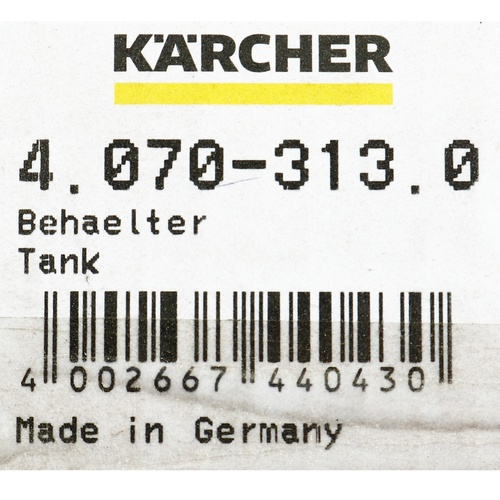 KÄRCHER
4.070-313.0
Behaelter
Tank
4 002667 440430
Made in Germany